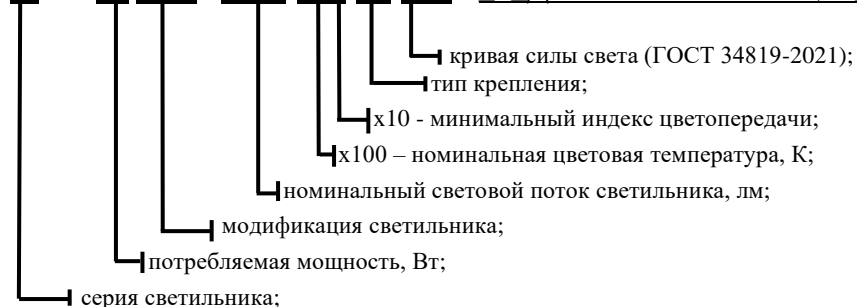 кривая силы света (ГОСТ 34819-2021);
тип крепления;
х10 - минимальный индекс цветопередачи;
х100 – номинальная цветовая температура, К;
номинальный световой поток светильника, лм;
модификация светильника;
потребляемая мощность, Вт;
серия светильника;